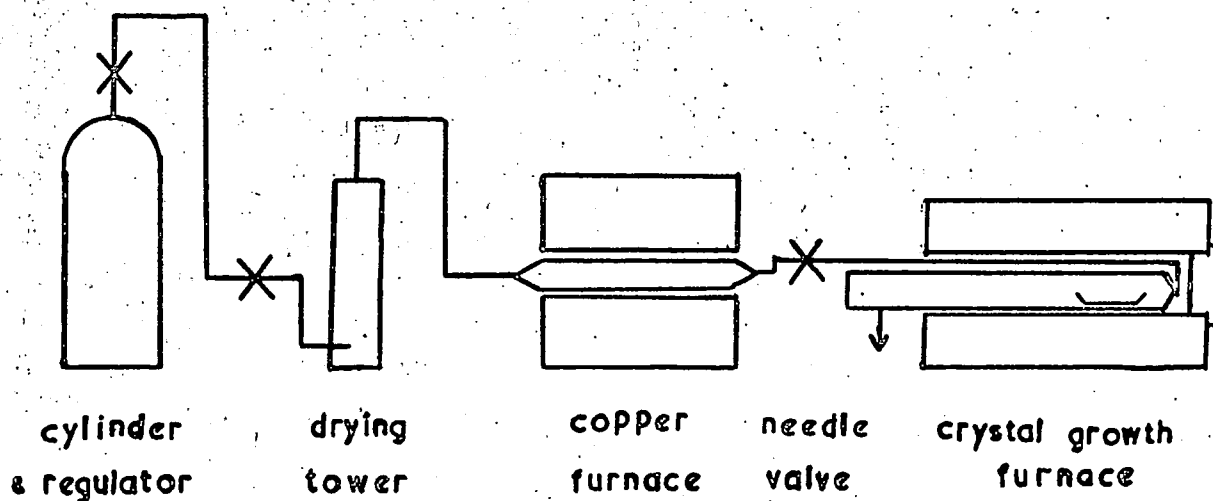 cylinder
& regulator
drying
tower
copper
furnace
needle
valve
crystal growth
furnace